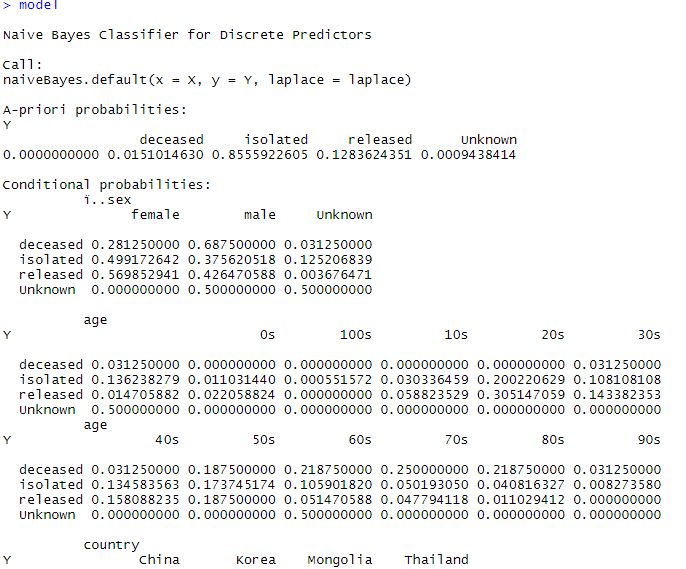 > model
Naive Bayes Classifier for Discrete Predictors
Call:
naiveBayes.default(x = X, y = Y, laplace = laplace)
A-priori probabilities:
Y
deceased isolated released Unknown
0.0000000000 0.0151014630 0.8555922605 0.1283624351 0.0009438414
Conditional probabilities:
ï..sex
Y female male Unknown
deceased 0.281250000 0.687500000 0.031250000
isolated 0.499172642 0.375620518 0.125206839
released 0.569852941 0.426470588 0.003676471
Unknown 0.000000000 0.500000000 0.500000000
age
Y 0s 100s 10s 20s 30s
deceased 0.031250000 0.000000000 0.000000000 0.000000000 0.000000000 0.031250000
isolated 0.136238279 0.011031440 0.000551572 0.030336459 0.200220629 0.108108108
released 0.014705882 0.022058824 0.000000000 0.058823529 0.305147059 0.143382353
Unknown 0.500000000 0.000000000 0.000000000 0.000000000 0.000000000 0.000000000
age
Y 40s 50s 60s 70s 80s 90s
deceased 0.031250000 0.187500000 0.218750000 0.250000000 0.218750000 0.031250000
isolated 0.134583563 0.173745174 0.105901820 0.050193050 0.040816327 0.008273580
released 0.158088235 0.187500000 0.051470588 0.047794118 0.011029412 0.000000000
Unknown 0.000000000 0.000000000 0.500000000 0.000000000 0.000000000 0.000000000
country
Y China Korea Mongolia Thailand